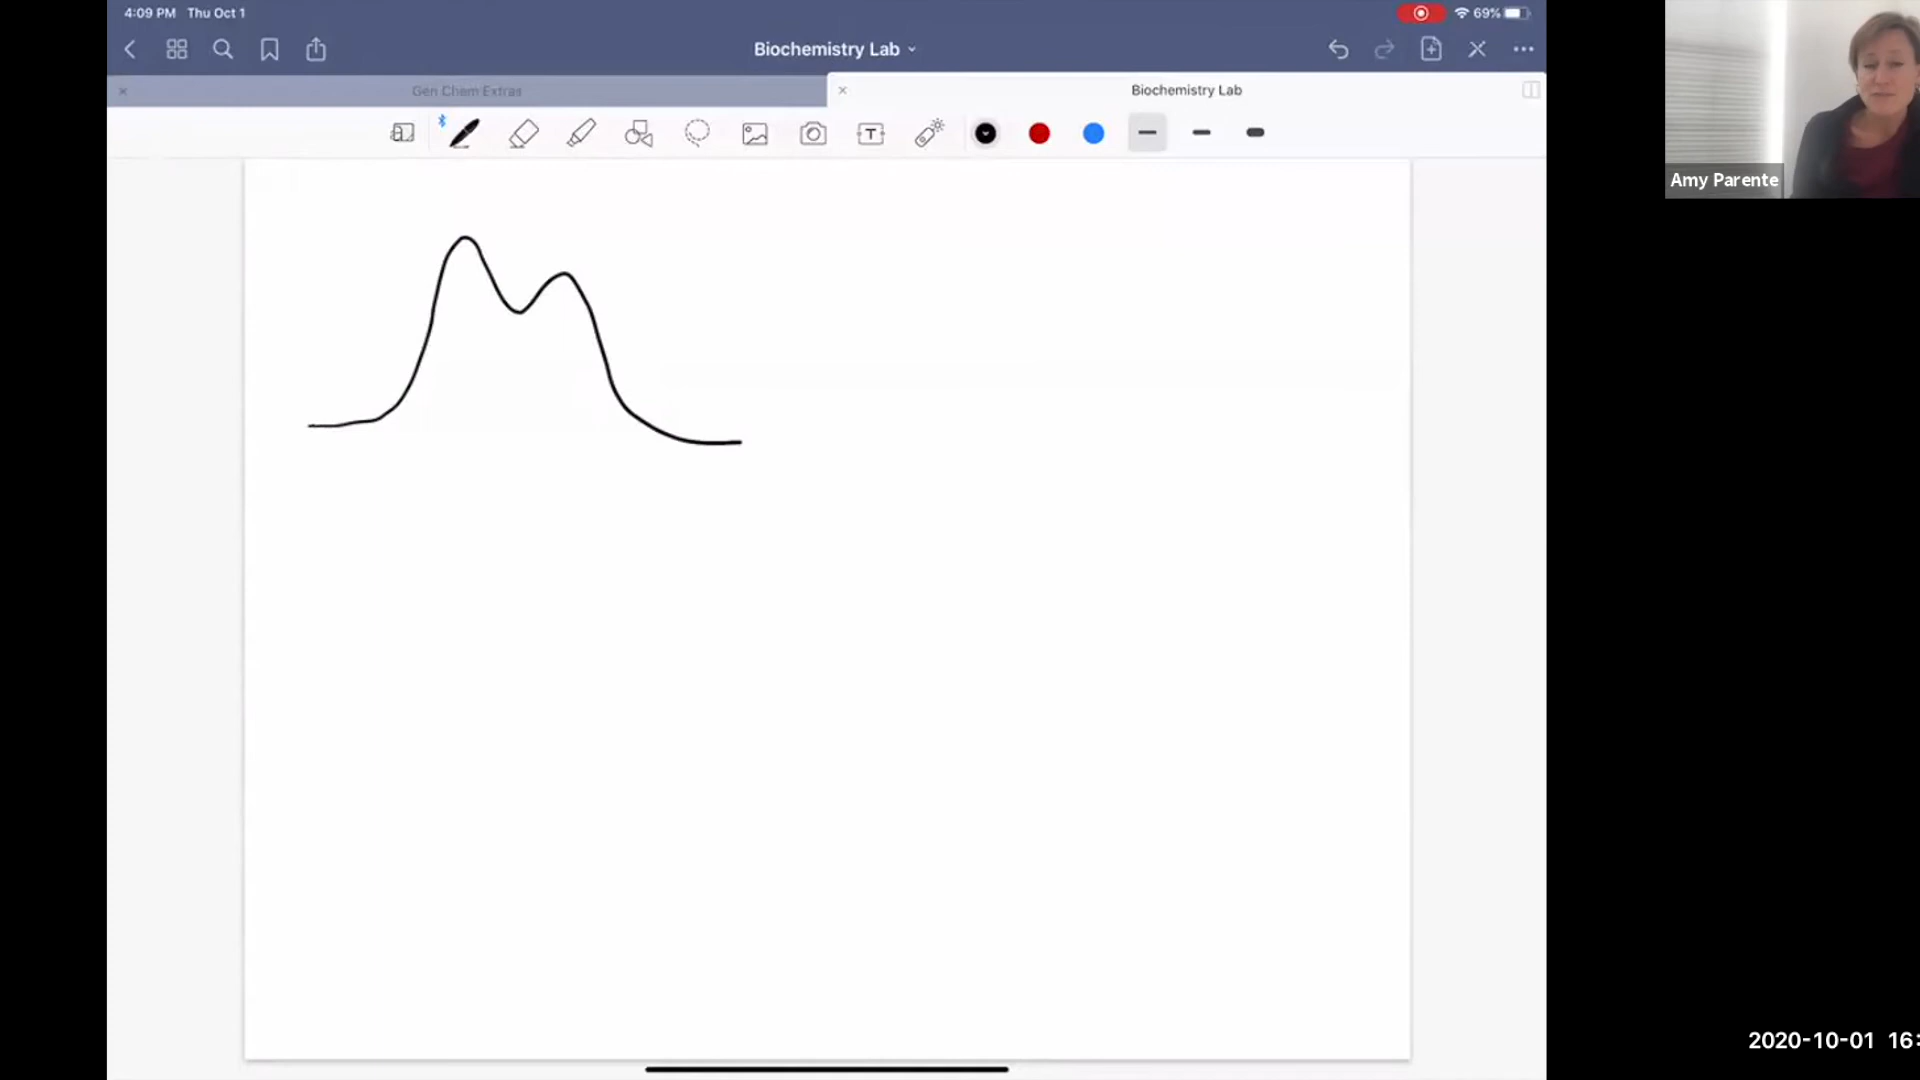 4:09 PM Thu Oct 1
69%
Biochemistry Lab
Gen Chem Extras
Biochemistry Lab
T
Amy Parente
2020-10-01 16: